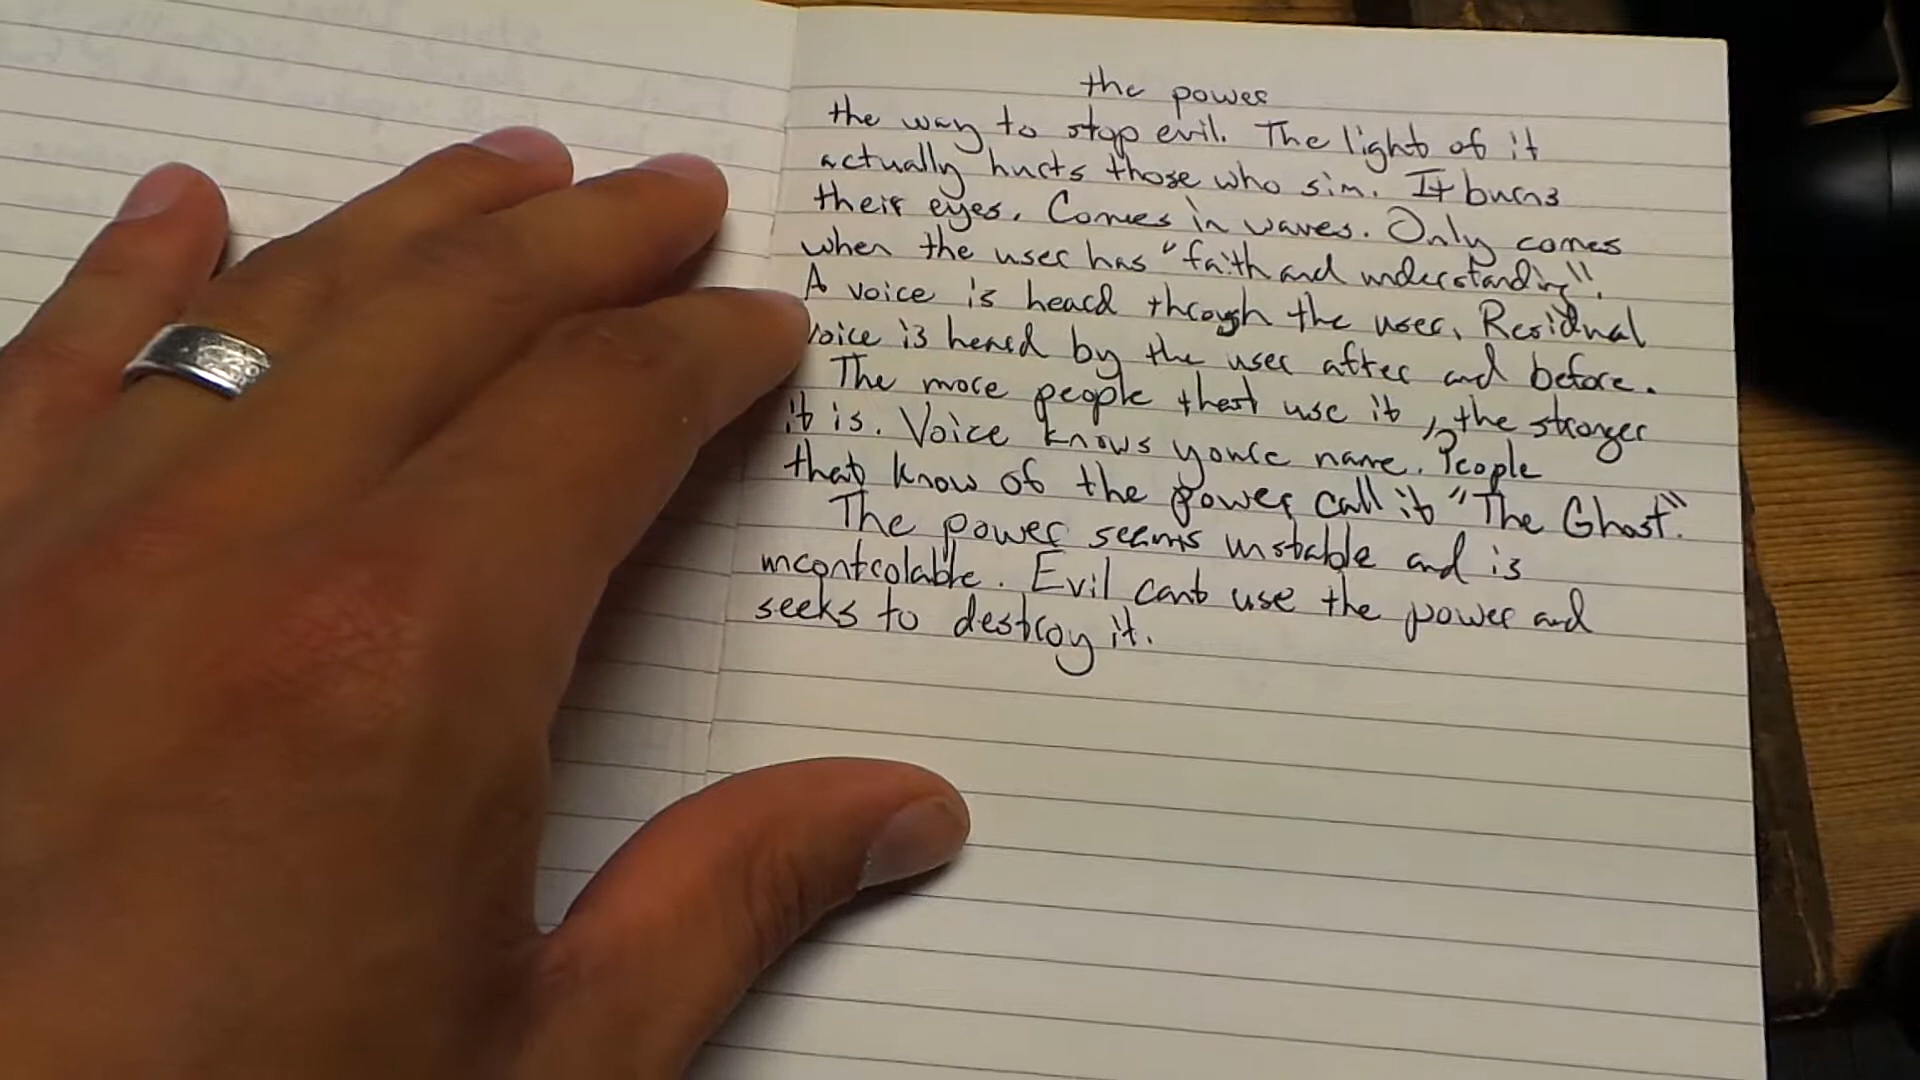 the power
the way to stop evil. The light of it
actually hurts those who sin. It burns
their eyes. Comes in waves. Only comes
when the user has "faith and understanding".
A voice is heard through the user. Residual
voice is heard by the user after and before.
The more people that use it, the stronger
it is. Voice knows youre name. People
that know of the power call it "The Ghost".
The power seams unstable and is
uncontrolable. Evil cant use the power and
seeks to destroy it.